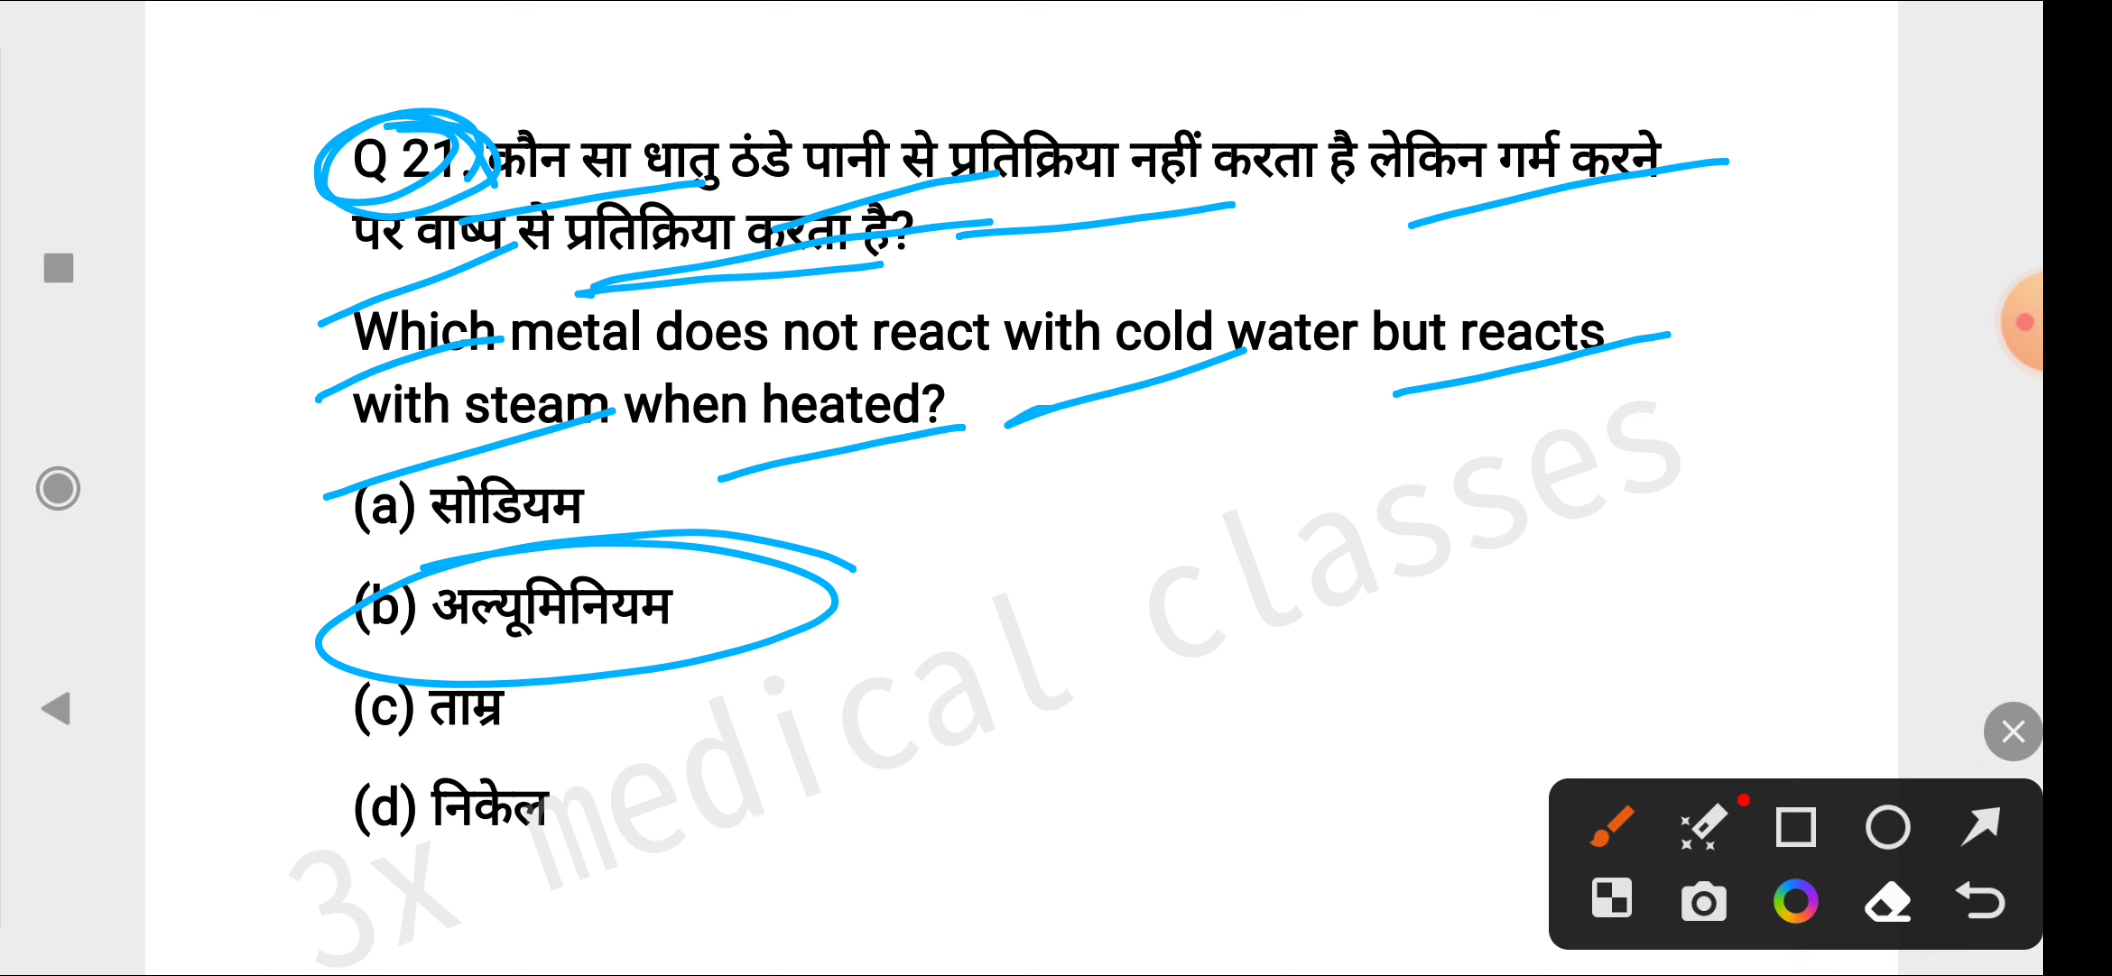 Q 21. कौन सा धातु ठंडे पानी से प्रतिक्रिया नहीं करता है लेकिन गर्म करने
पर वाष्प से प्रतिक्रिया करता है?
Which metal does not react with cold water but reacts
with steam when heated?
(a) सोडियम
(b) अल्यूमिनियम
(c) ताम्र
(d) निकेल
3x medical classes